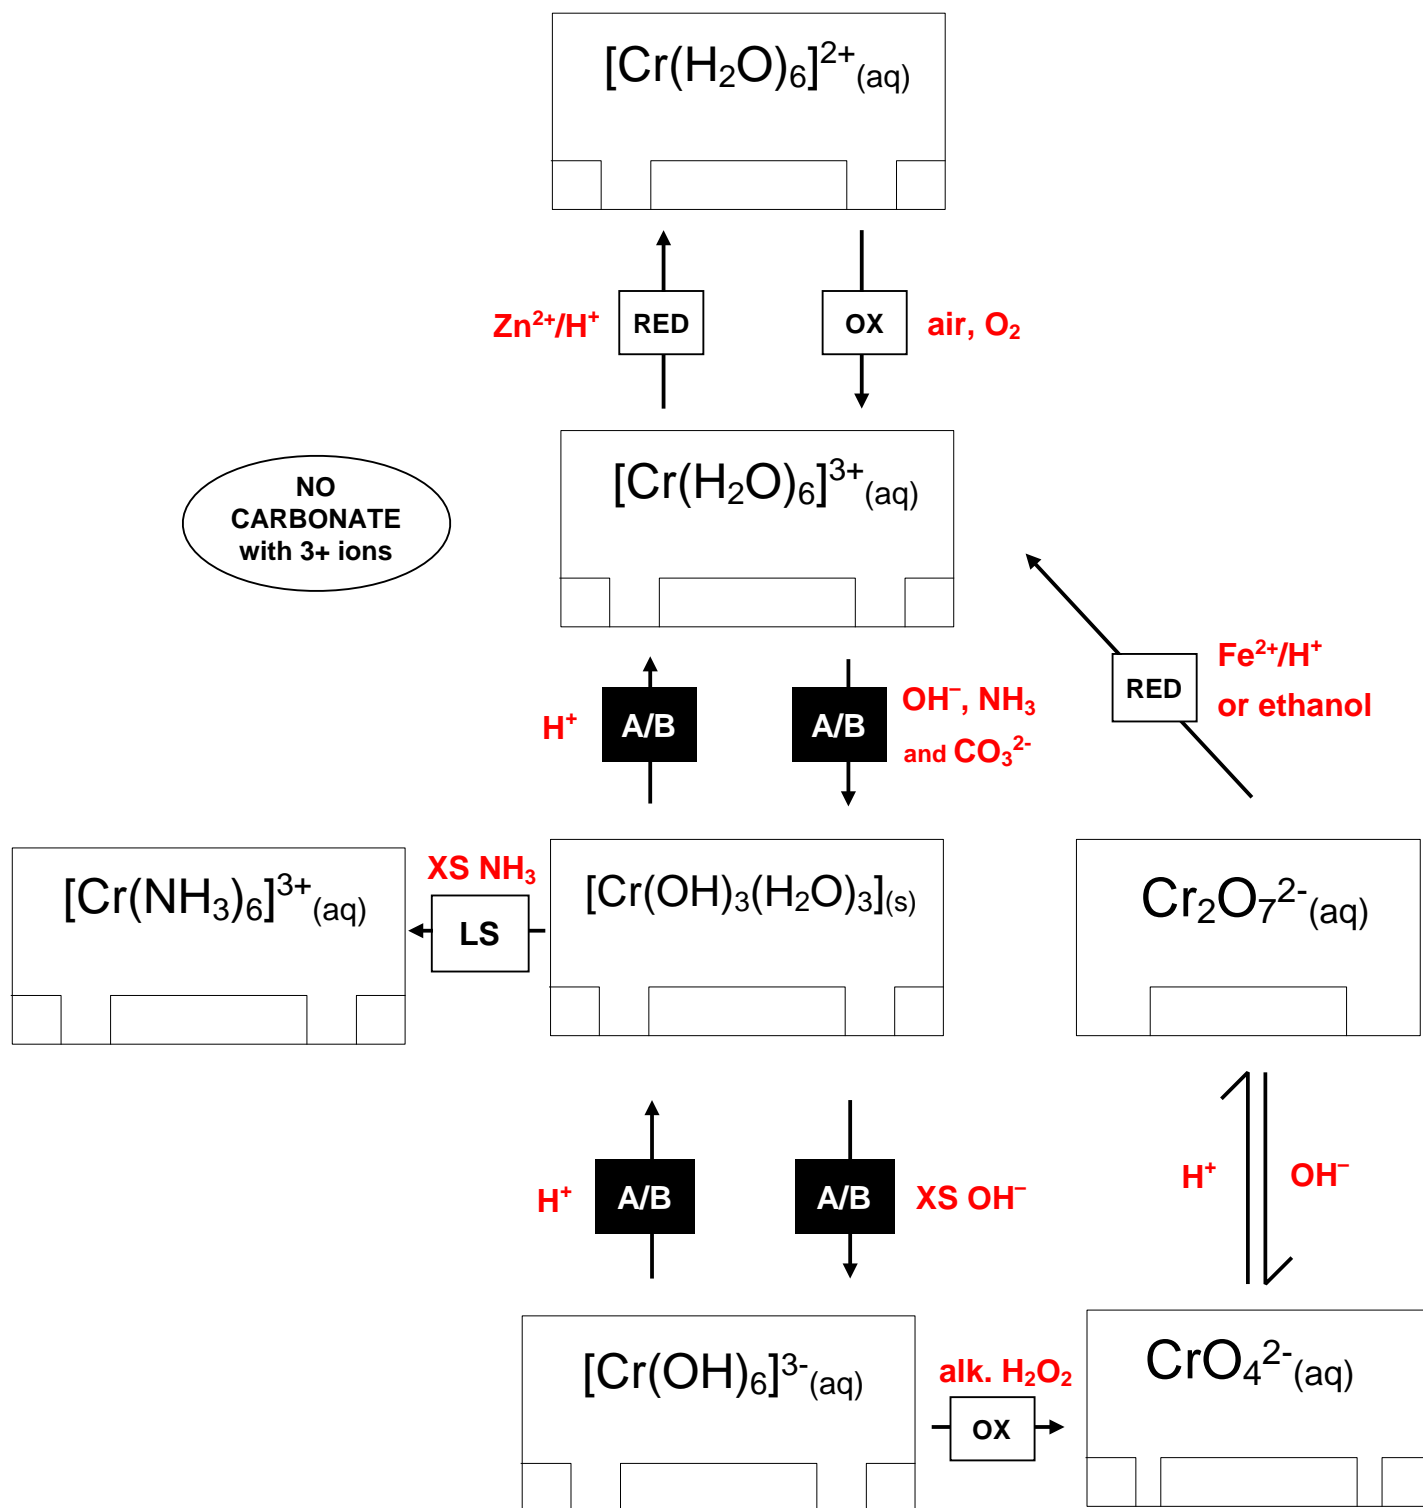 [Cr(H₂O)₆]²⁺(aq)
Zn²⁺/H⁺ RED OX air, O₂
[Cr(H₂O)₆]³⁺(aq)
NO
CARBONATE
with 3+ ions
H⁺ A/B A/B OH⁻, NH₃
and CO₃²⁻
RED Fe²⁺/H⁺
or ethanol
[Cr(NH₃)₆]³⁺(aq)
XS NH₃
LS
[Cr(OH)₃(H₂O)₃](s)
Cr₂O₇²⁻(aq)
H⁺ A/B A/B XS OH⁻
H⁺ OH⁻
[Cr(OH)₆]³⁻(aq)
alk. H₂O₂
OX
CrO₄²⁻(aq)